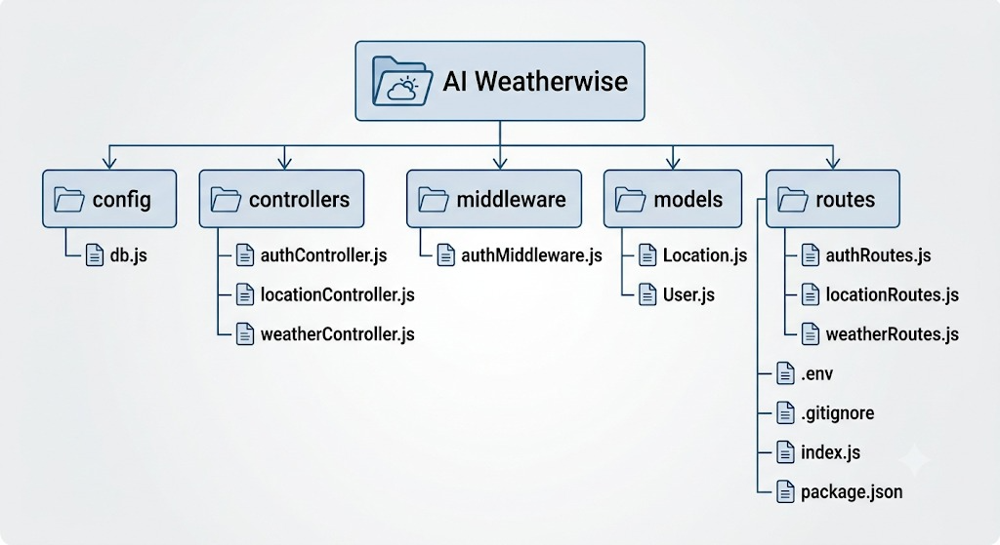 AI Weatherwise
config
controllers
middleware
models
routes
db.js
authController.js
locationController.js
weatherController.js
authMiddleware.js
Location.js
User.js
authRoutes.js
locationRoutes.js
weatherRoutes.js
.env
.gitignore
index.js
package.json